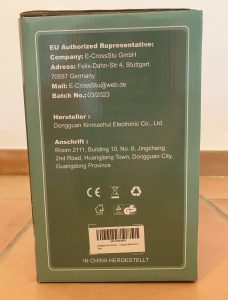 EU Authorized Representative:
Company: E-CrossStu GmbH
Adress: Felix-Dahn-Str 4, Stuttgart
70597 Germany
Mail: E-CrossStu@web.de
Batch No.: 03/2023
Hersteller :
Dongguan Xinmaohui Electronic Co., Ltd.
Anschrift :
Room 2111, Building 10, No. 8, Jingcheng
2nd Road, Huangjiang Town, Dongguan City,
Guangdong Province
IN CHINA HERGESTELLT